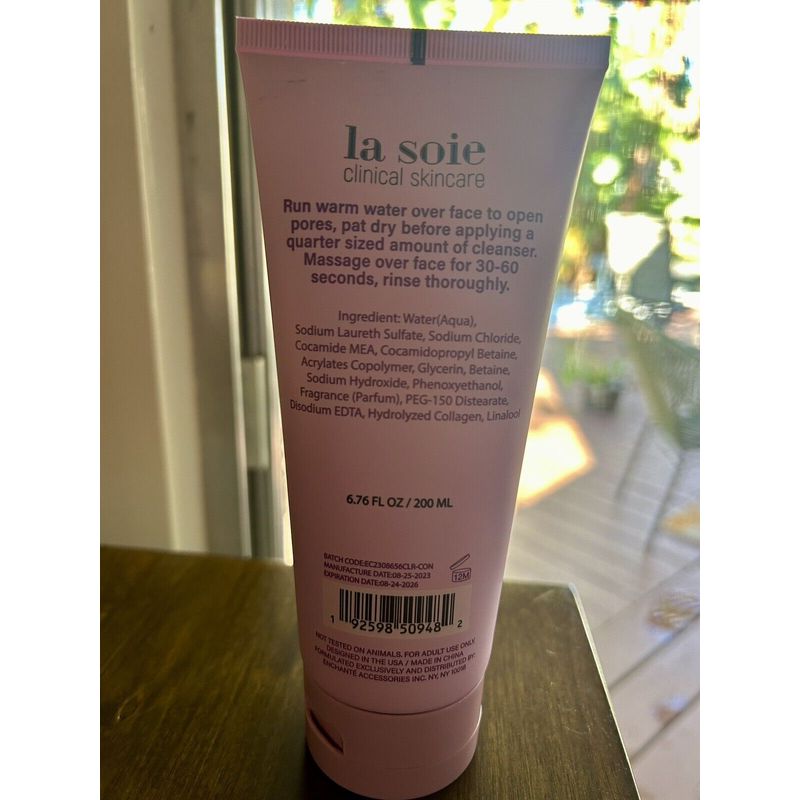 la soie
clinical skincare
Run warm water over face to open
pores, pat dry before applying a
quarter sized amount of cleanser.
Massage over face for 30-60
seconds, rinse thoroughly.
Ingredient: Water(Aqua),
Sodium Laureth Sulfate, Sodium Chloride,
Cocamide MEA, Cocamidopropyl Betaine,
Acrylates Copolymer, Glycerin, Betaine,
Sodium Hydroxide, Phenoxyethanol,
Fragrance (Parfum), PEG-150 Distearate,
Disodium EDTA, Hydrolyzed Collagen, Linalool
6.76 FL OZ / 200 ML
BATCH CODE:EC2308656CLR-CON
MANUFACTURE DATE:08-25-2023
EXPIRATION DATE:08-24-2026
12M
1 92598 50948 2
NOT TESTED ON ANIMALS. FOR ADULT USE ONLY.
DESIGNED IN THE USA / MADE IN CHINA
FORMULATED EXCLUSIVELY AND DISTRIBUTED BY:
ENCHANTÉ ACCESSORIES INC. NY, NY 10018